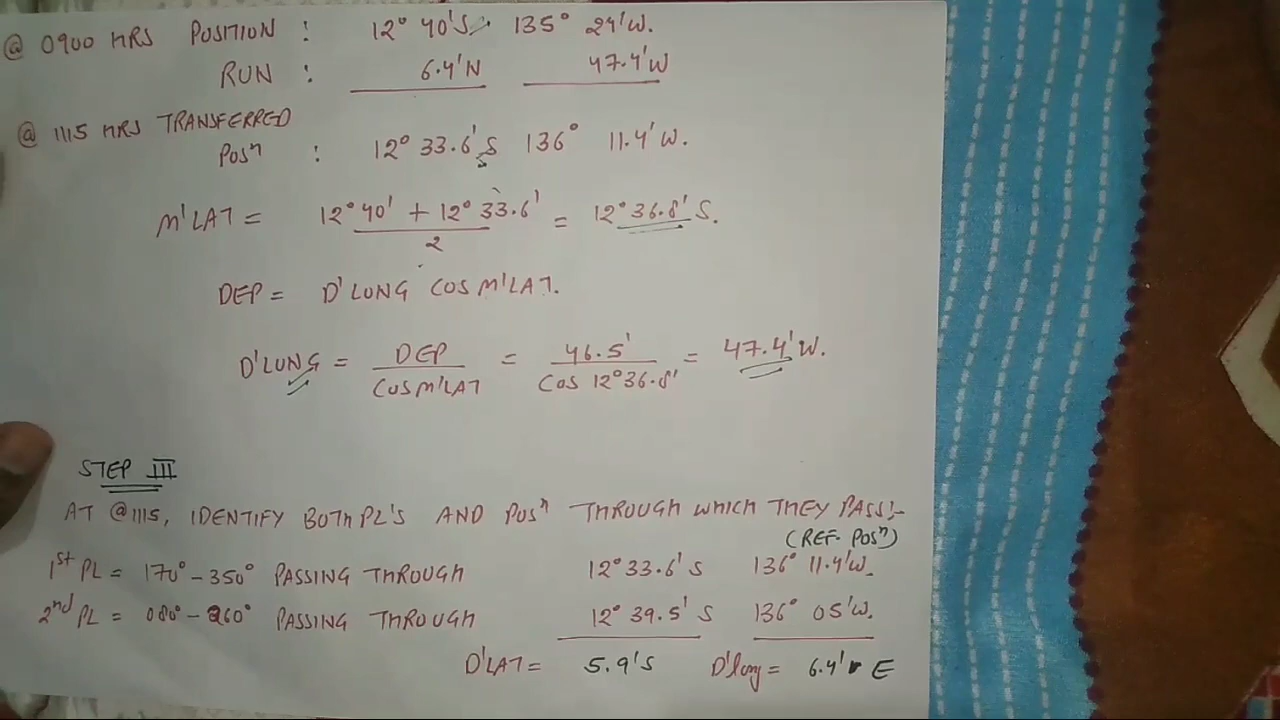 @ 0900 HRS POSITION : 12° 40' S 135° 24' W.
RUN : 6.4' N 47.4' W
@ 1115 HRS TRANSFERRED
POSⁿ : 12° 33.6' S 136° 11.4' W.
M'LAT = 12° 40' + 12° 33.6' / 2 = 12° 36.8' S.
DEP = D'LONG COS M'LAT.
D'LONG = DEP / COS M'LAT = 46.5' / COS 12° 36.8' = 47.4' W.
STEP III
AT @ 1115, IDENTIFY BOTH PL'S AND POSⁿ THROUGH WHICH THEY PASS:-
(REF. POSⁿ)
1st PL = 170° - 350° PASSING THROUGH 12° 33.6' S 136° 11.4' W.
2nd PL = 080° - 260° PASSING THROUGH 12° 39.5' S 136° 05' W.
D'LAT = 5.9' S D'long = 6.4' E